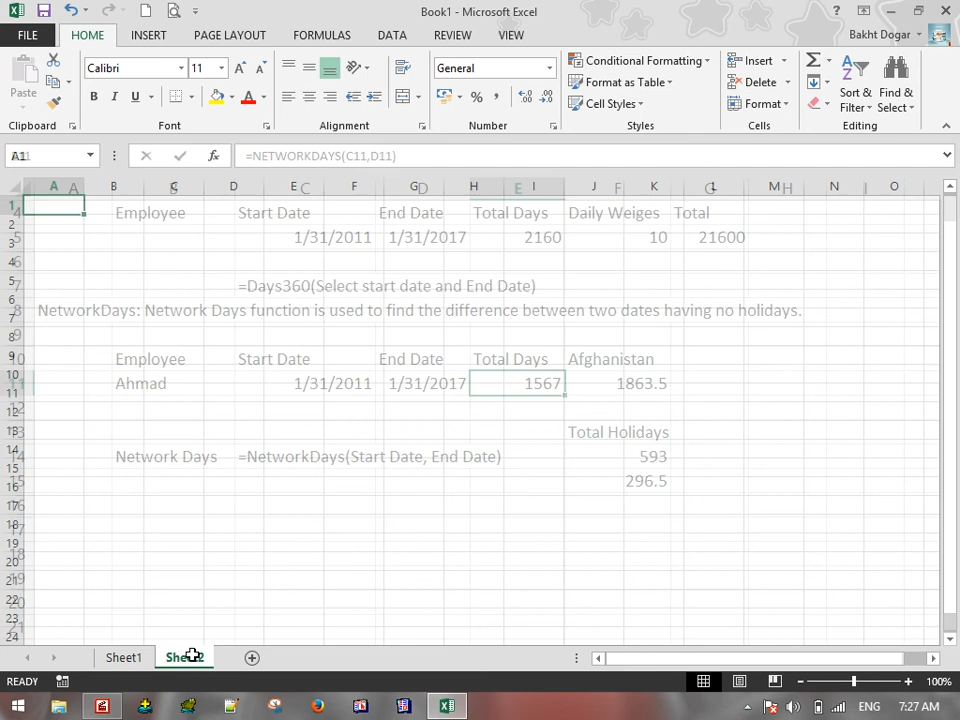 Book1 - Microsoft Excel
FILE HOME INSERT PAGE LAYOUT FORMULAS DATA REVIEW VIEW Bakht Dogar
Paste
Calibri 11
B I U
General
Conditional Formatting
Format as Table
Cell Styles
Insert
Delete
Format
Sort & Filter
Find & Select
Clipboard Font Alignment Number Styles Cells Editing
=NETWORKDAYS(C11,D11)
A B C D E F G H I J K L M N O
Employee Start Date End Date Total Days Daily Weiges Total
1/31/2011 1/31/2017 2160 10 21600
=Days360(Select start date and End Date)
NetworkDays: Network Days function is used to find the difference between two dates having no holidays.
Employee Start Date End Date Total Days Afghanistan
Ahmad 1/31/2011 1/31/2017 1567 1863.5
Total Holidays
Network Days =NetworkDays(Start Date, End Date) 593
296.5
Sheet1
READY 100%
ENG 7:27 AM